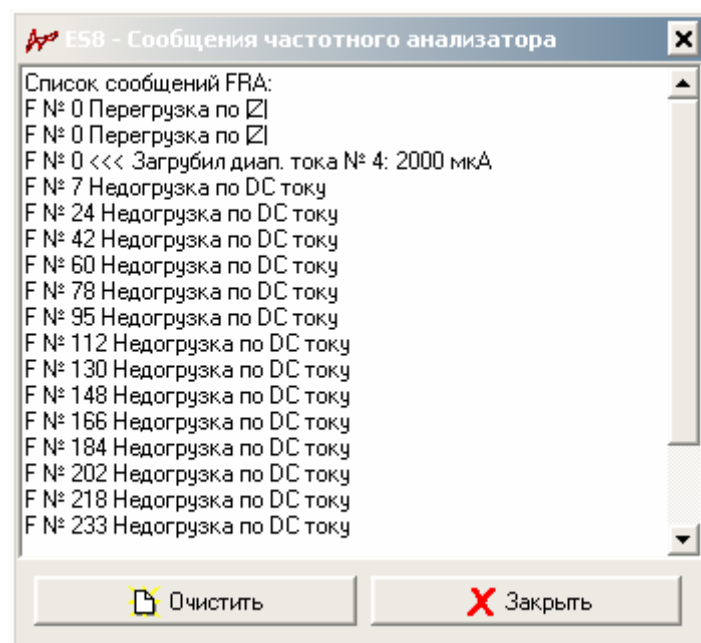 ES8 - Сообщения частотного анализатора
Список сообщений FRA:
F № 0 Перегрузка по |Z|
F № 0 Перегрузка по |Z|
F № 0 <<< Загрубил диап. тока № 4: 2000 мкА
F № 7 Недогрузка по DC току
F № 24 Недогрузка по DC току
F № 42 Недогрузка по DC току
F № 60 Недогрузка по DC току
F № 78 Недогрузка по DC току
F № 95 Недогрузка по DC току
F № 112 Недогрузка по DC току
F № 130 Недогрузка по DC току
F № 148 Недогрузка по DC току
F № 166 Недогрузка по DC току
F № 184 Недогрузка по DC току
F № 202 Недогрузка по DC току
F № 218 Недогрузка по DC току
F № 233 Недогрузка по DC току
Очистить
Закрыть